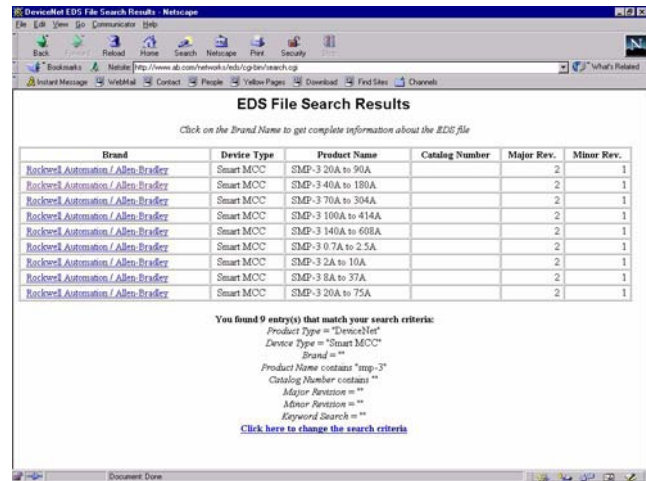 DeviceNet EDS File Search Results - Netscape
File Edit View Go Communicator Help
Back Forward Reload Home Search Netscape Print Security Stop
Bookmarks Netsite: http://www.ab.com/networks/eds/cgi-bin/search.cgi What's Related
Instant Message WebMail Contact People Yellow Pages Download Find Sites Channels
EDS File Search Results
Click on the Brand Name to get complete information about the EDS file
Brand Device Type Product Name Catalog Number Major Rev. Minor Rev.
Rockwell Automation / Allen-Bradley Smart MCC SMP-3 20A to 90A 2 1
Rockwell Automation / Allen-Bradley Smart MCC SMP-3 40A to 180A 2 1
Rockwell Automation / Allen-Bradley Smart MCC SMP-3 70A to 304A 2 1
Rockwell Automation / Allen-Bradley Smart MCC SMP-3 100A to 414A 2 1
Rockwell Automation / Allen-Bradley Smart MCC SMP-3 140A to 608A 2 1
Rockwell Automation / Allen-Bradley Smart MCC SMP-3 0.7A to 2.5A 2 1
Rockwell Automation / Allen-Bradley Smart MCC SMP-3 2A to 10A 2 1
Rockwell Automation / Allen-Bradley Smart MCC SMP-3 8A to 37A 2 1
Rockwell Automation / Allen-Bradley Smart MCC SMP-3 20A to 75A 2 1
You found 9 entry(s) that match your search criteria:
Product Type = "DeviceNet"
Device Type = "Smart MCC"
Brand = ""
Product Name contains "smp-3"
Catalog Number contains ""
Major Revision = ""
Minor Revision = ""
Keyword Search = ""
Click here to change the search criteria
Document: Done